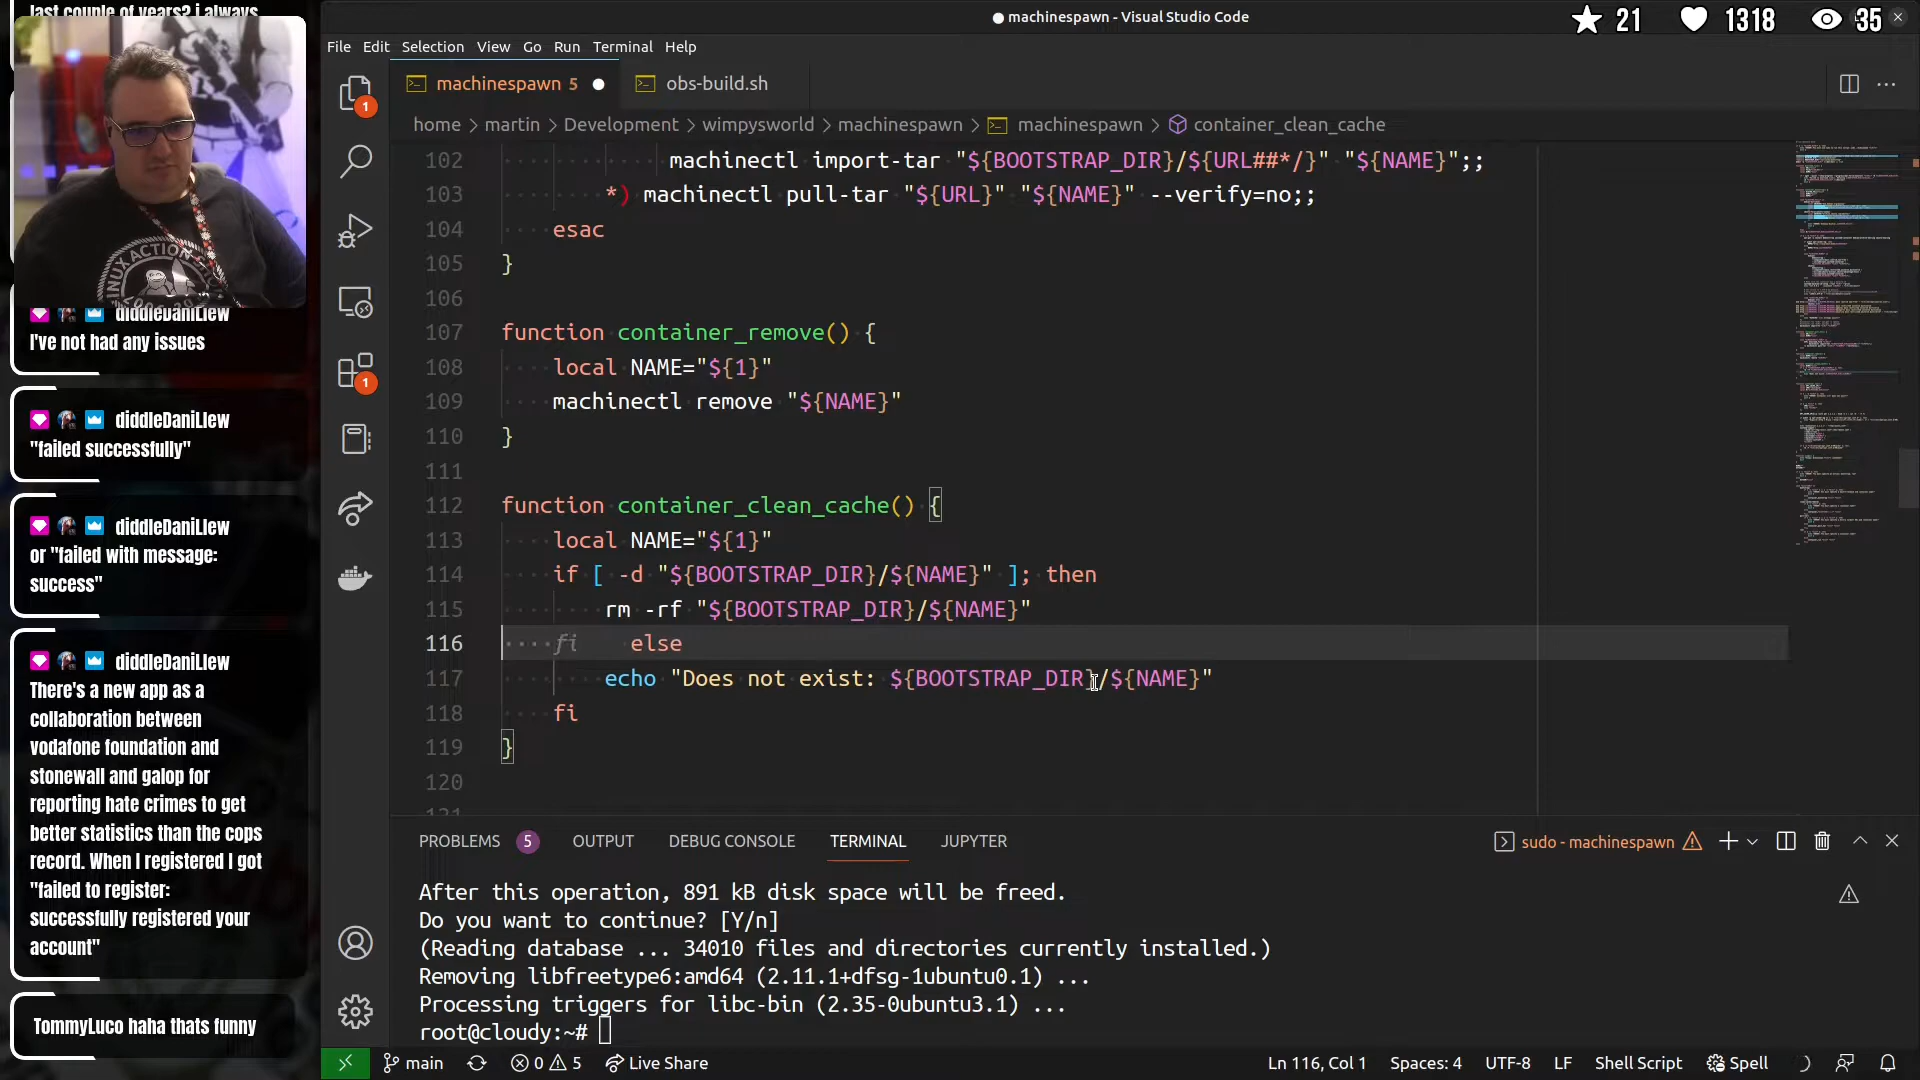 last couple of years? i always
diddleDaniLlew
I've not had any issues
diddleDaniLlew
"failed successfully"
diddleDaniLlew
or "failed with message:
success"
diddleDaniLlew
There's a new app as a
collaboration between
vodafone foundation and
stonewall and galop for
reporting hate crimes to get
better statistics than the cops
record. When I registered I got
"failed to register:
successfully registered your
account"
TommyLuco haha thats funny
machinespawn - Visual Studio Code
21
1318
35
File Edit Selection View Go Run Terminal Help
machinespawn 5
obs-build.sh
home > martin > Development > wimpysworld > machinespawn > machinespawn > container_clean_cache
102 machinectl import-tar "${BOOTSTRAP_DIR}/${URL##*/}" "${NAME}";;
103 *) machinectl pull-tar "${URL}" "${NAME}" --verify=no;;
104 esac
105 }
106
107 function container_remove() {
108 local NAME="${1}"
109 machinectl remove "${NAME}"
110 }
111
112 function container_clean_cache() {
113 local NAME="${1}"
114 if [ -d "${BOOTSTRAP_DIR}/${NAME}" ]; then
115 rm -rf "${BOOTSTRAP_DIR}/${NAME}"
116 fi else
117 echo "Does not exist: ${BOOTSTRAP_DIR}/${NAME}"
118 fi
119 }
120
1
1
PROBLEMS 5 OUTPUT DEBUG CONSOLE TERMINAL JUPYTER
sudo - machinespawn
After this operation, 891 kB disk space will be freed.
Do you want to continue? [Y/n]
(Reading database ... 34010 files and directories currently installed.)
Removing libfreetype6:amd64 (2.11.1+dfsg-1ubuntu0.1) ...
Processing triggers for libc-bin (2.35-0ubuntu3.1) ...
root@cloudy:~#
main 0 5 Live Share
Ln 116, Col 1 Spaces: 4 UTF-8 LF Shell Script Spell